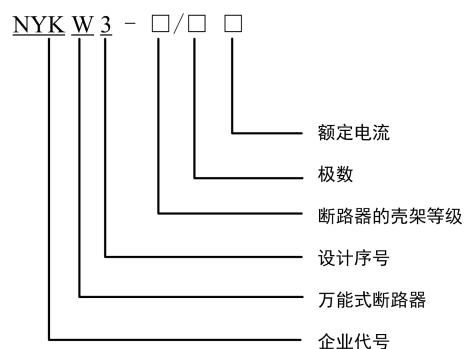 NYK W 3 - □/□ □
额定电流
极数
断路器的壳架等级
设计序号
万能式断路器
企业代号